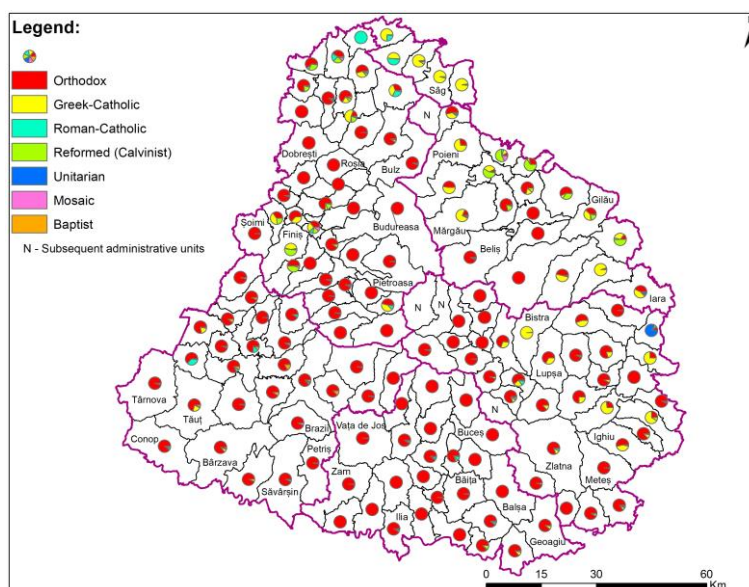 Legend:
Orthodox
Greek-Catholic
Roman-Catholic
Reformed (Calvinist)
Unitarian
Mosaic
Baptist
N - Subsequent administrative units
Săg
N
Poieni
Dobrești
Roșia
Bulz
Gilău
Șoimi
Finiș
Budureasa
Mărgău
Beliș
Pietroasa
Iara
N
N
Bistra
Lupșa
Târnova
Tăuț
N
Brazii
Vața de Jos
Buceș
Conop
Bârzava
Petriș
Ighiu
Săvârșin
Zam
Băița
Zlatna
Meteș
Ilia
Balșa
Geoagiu
0 15 30 60
Km